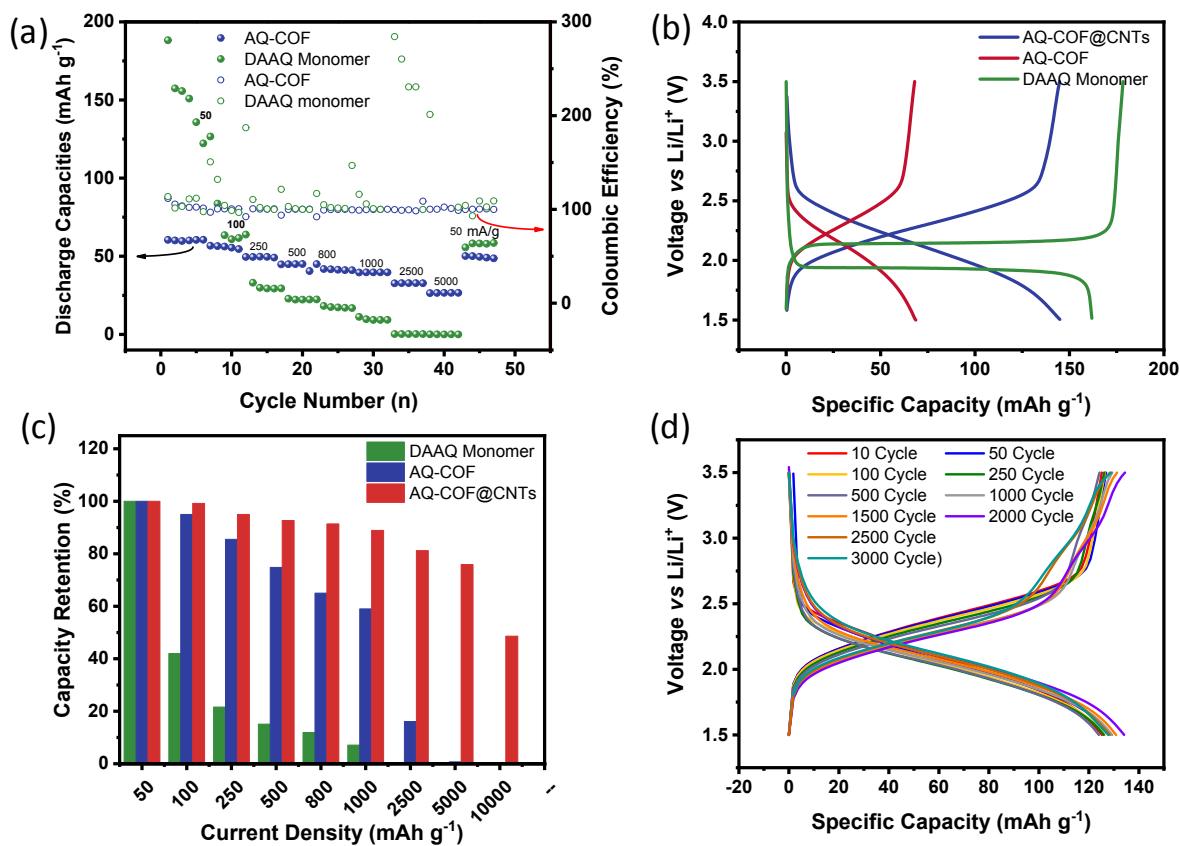 (a)
200
150
100
50
0
Discharge Capacities (mAh g⁻¹)
AQ-COF
DAAQ Monomer
AQ-COF
DAAQ monomer
50
100
250
500
800
1000
2500
5000
50 mA/g
300
200
100
0
Coloumbic Efficiency (%)
0 10 20 30 40 50
Cycle Number (n)
(b)
3.5
3.0
2.5
2.0
1.5
Voltage vs Li/Li⁺ (V)
AQ-COF@CNTs
AQ-COF
DAAQ Monomer
0 50 100 150 200
Specific Capacity (mAh g⁻¹)
(c)
120
100
80
60
40
20
0
Capacity Retention (%)
DAAQ Monomer
AQ-COF
AQ-COF@CNTs
50 100 250 500 800 1000 2500 5000 10000 --
Current Density (mAh g⁻¹)
(d)
3.5
3.0
2.5
2.0
1.5
Voltage vs Li/Li⁺ (V)
10 Cycle 50 Cycle
100 Cycle 250 Cycle
500 Cycle 1000 Cycle
1500 Cycle 2000 Cycle
2500 Cycle
3000 Cycle)
-20 0 20 40 60 80 100 120 140
Specific Capacity (mAh g⁻¹)